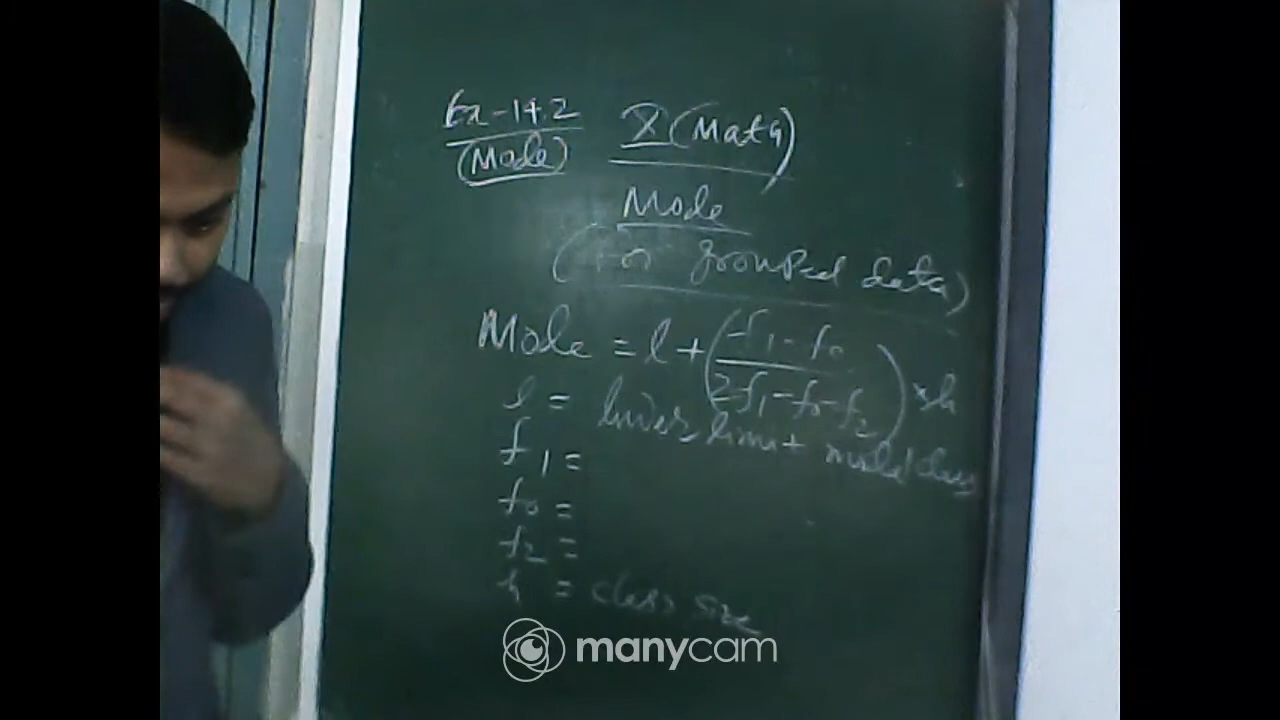 Ex-14.2 X (Math)
(Mode)
Mode
(For grouped data)
Mode = l + (f1 - f0 / 2f1 - f0 - f2) × h
l = lower limit modal class
f1 =
f0 =
f2 =
h = class size
manycam